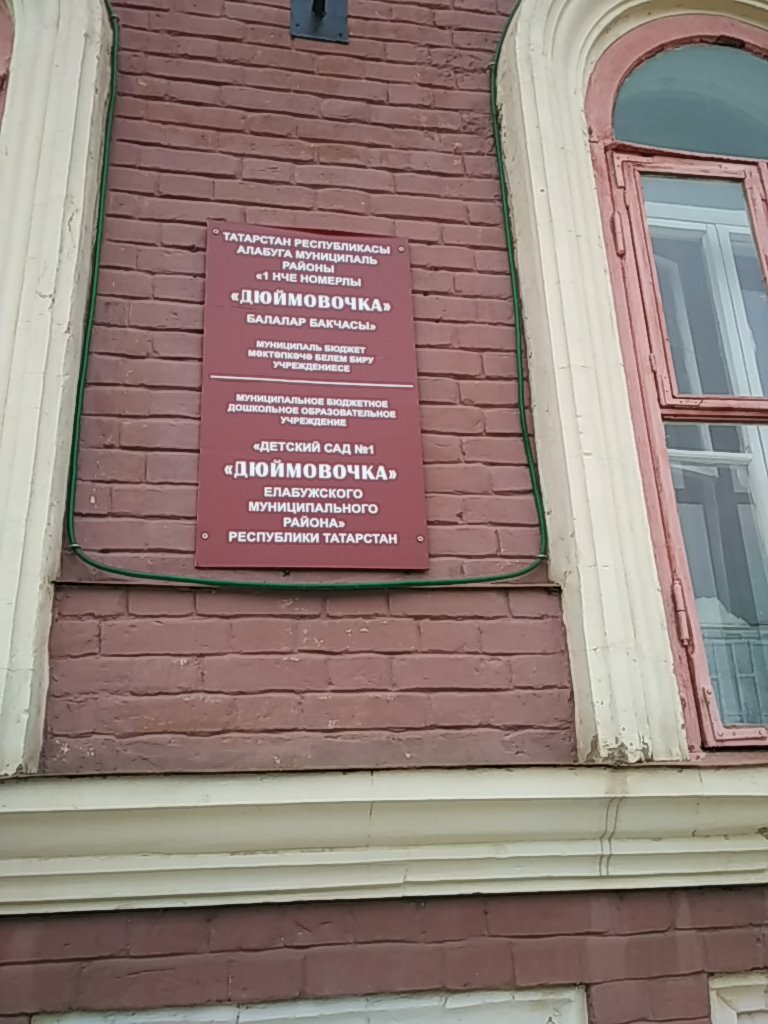 ТАТАРСТАН РЕСПУБЛИКАСЫ
АЛАБУГА МУНИЦИПАЛЬ
РАЙОНЫ
«1 НЧЕ НОМЕРЛЫ
«ДЮЙМОВОЧКА»
БАЛАЛАР БАКЧАСЫ»
МУНИЦИПАЛЬ БЮДЖЕТ
МӘКТӘПКӘЧӘ БЕЛЕМ БИРУ
УЧРЕЖДЕНИЕСЕ
МУНИЦИПАЛЬНОЕ БЮДЖЕТНОЕ
ДОШКОЛЬНОЕ ОБРАЗОВАТЕЛЬНОЕ
УЧРЕЖДЕНИЕ
«ДЕТСКИЙ САД №1
«ДЮЙМОВОЧКА»
ЕЛАБУЖСКОГО
МУНИЦИПАЛЬНОГО
РАЙОНА»
РЕСПУБЛИКИ ТАТАРСТАН